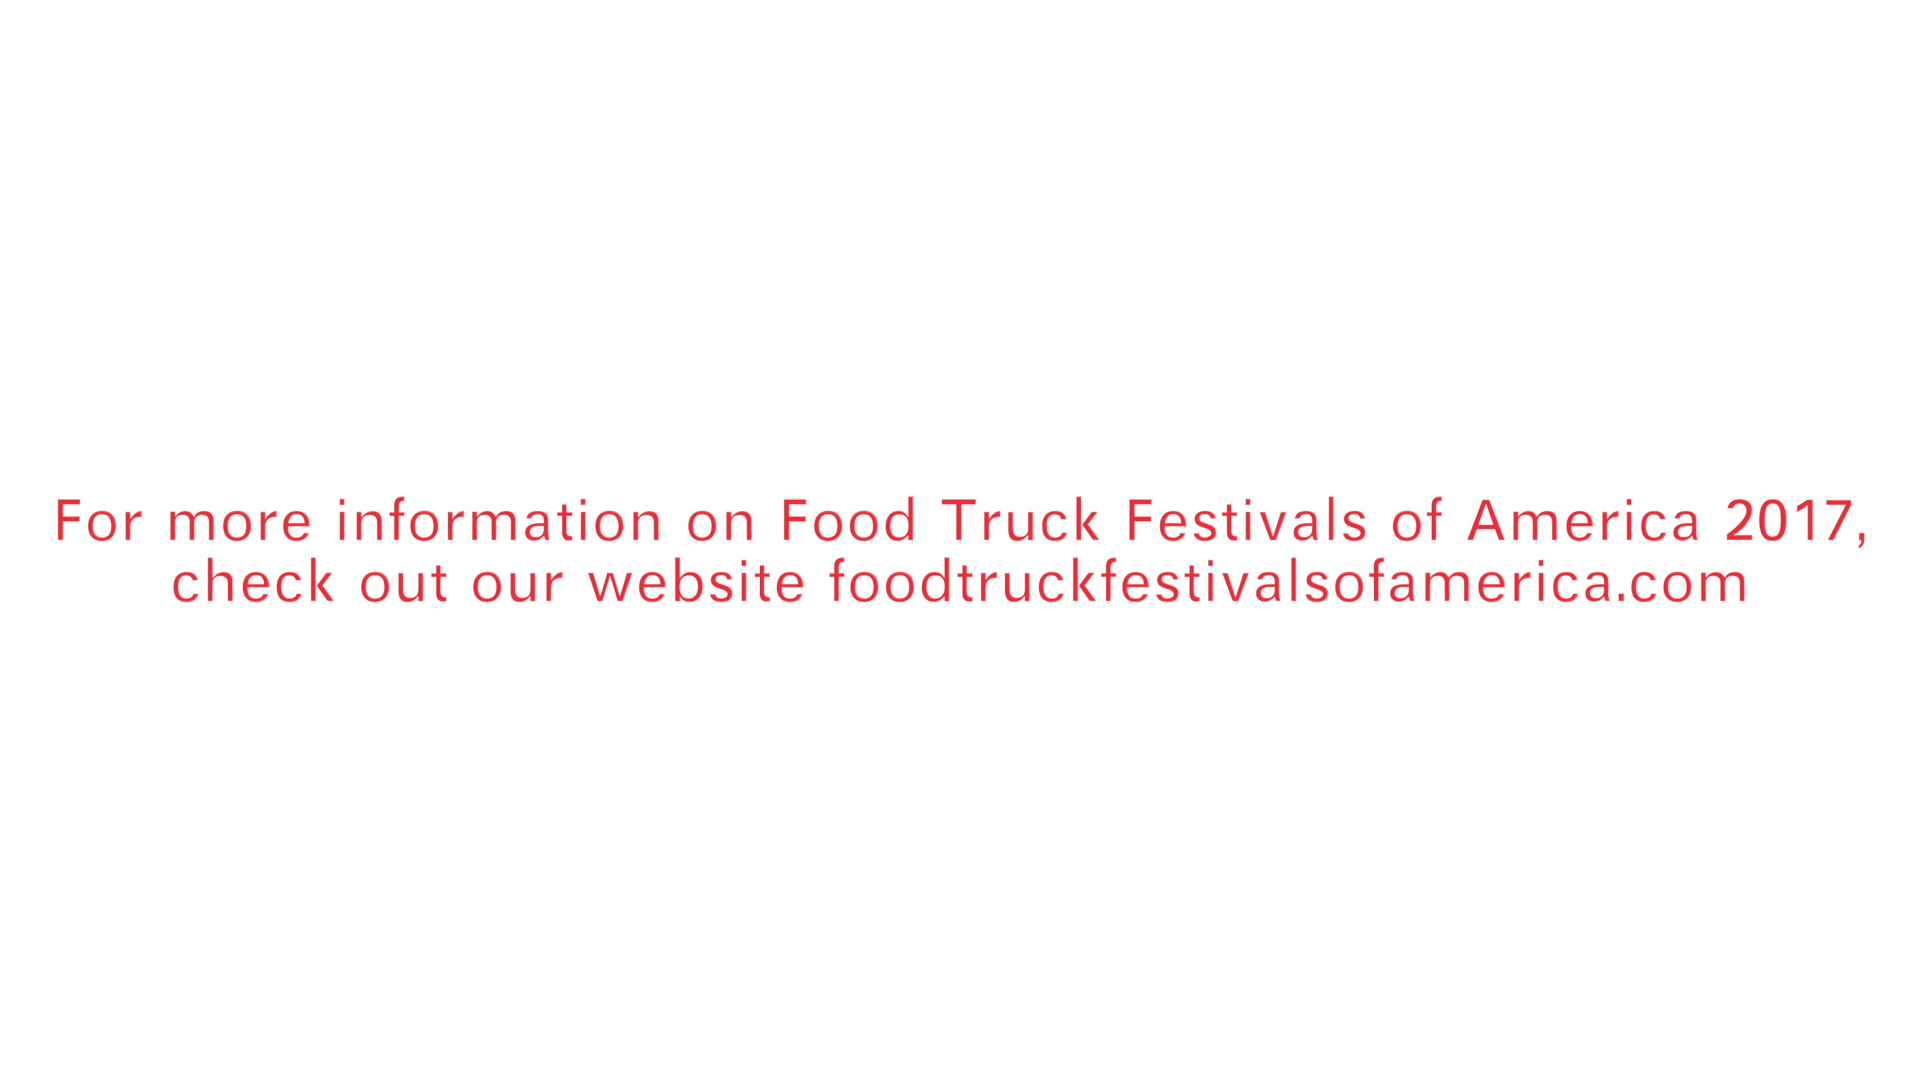 For more information on Food Truck Festivals of America 2017,
check out our website foodtruckfestivalsofamerica.com